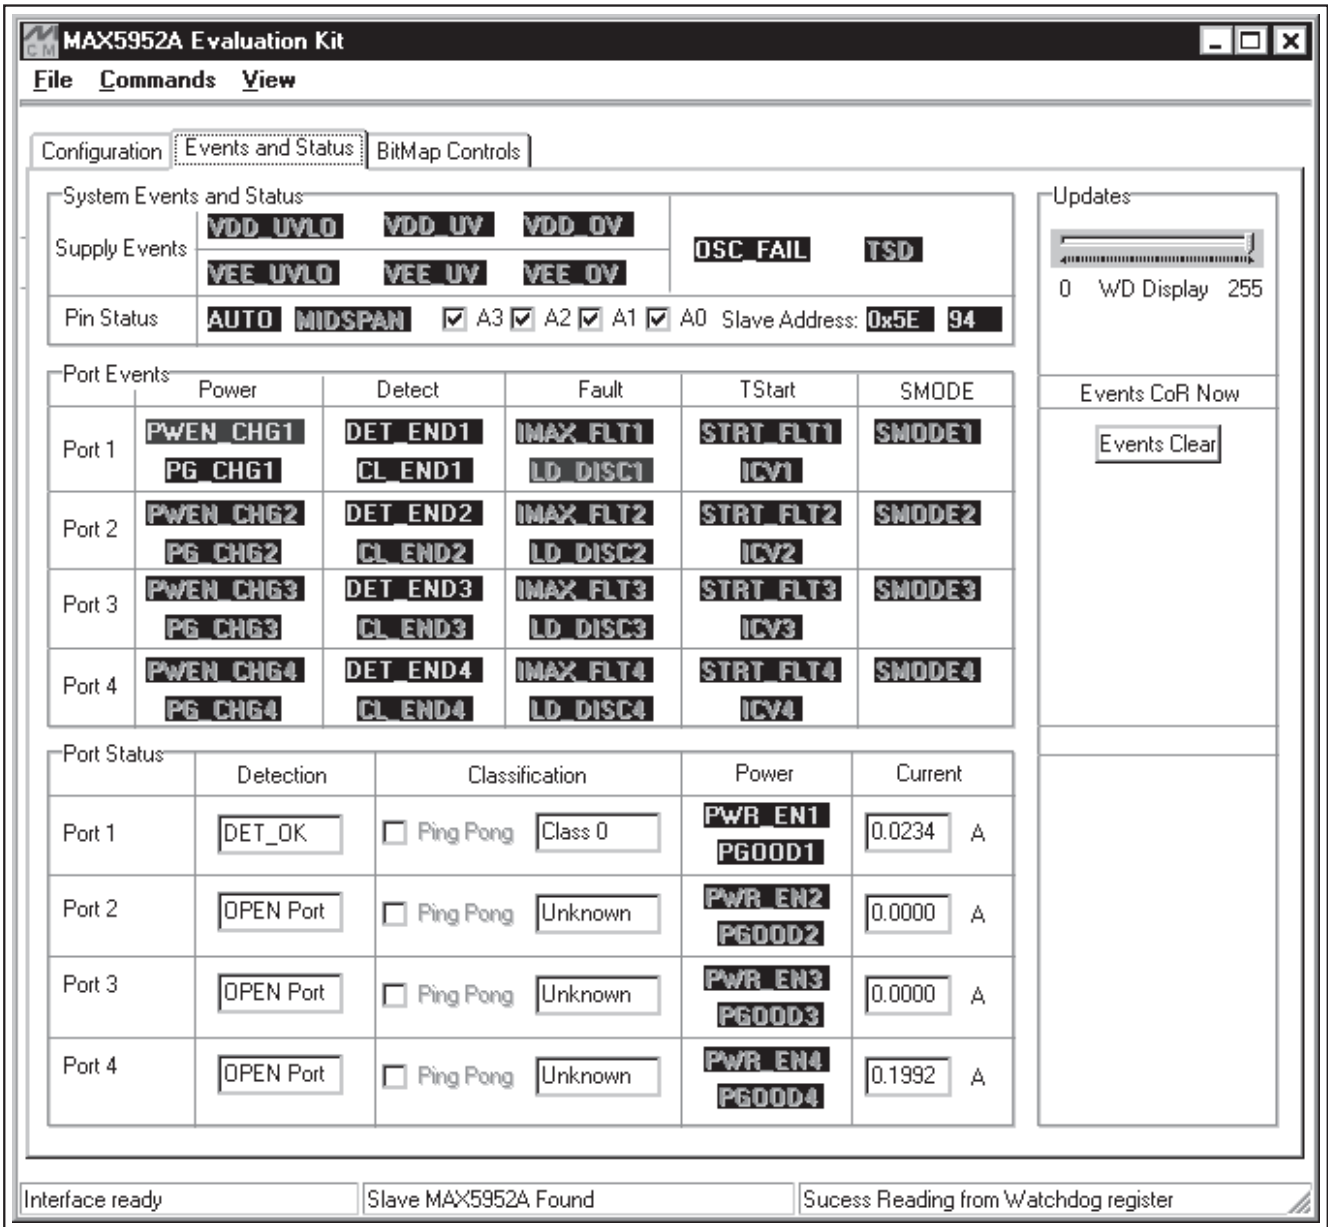 MAX5952A Evaluation Kit
File Commands View
Configuration Events and Status BitMap Controls
System Events and Status
Updates
Supply Events
VDD_UVLO VDD_UV VDD_OV
VEE_UVLO VEE_UV VEE_OV
OSC_FAIL TSD
0 WD Display 255
Pin Status AUTO MIDSPAN A3 A2 A1 A0 Slave Address: 0x5E 94
Port Events
Power Detect Fault TStart SMODE
Events CoR Now
Events Clear
Port 1
PWEN_CHG1 DET_END1 IMAX_FLT1 STRT_FLT1 SMODE1
PG_CHG1 CL_END1 LD_DISC1 ICV1
Port 2
PWEN_CHG2 DET_END2 IMAX_FLT2 STRT_FLT2 SMODE2
PG_CHG2 CL_END2 LD_DISC2 ICV2
Port 3
PWEN_CHG3 DET_END3 IMAX_FLT3 STRT_FLT3 SMODE3
PG_CHG3 CL_END3 LD_DISC3 ICV3
Port 4
PWEN_CHG4 DET_END4 IMAX_FLT4 STRT_FLT4 SMODE4
PG_CHG4 CL_END4 LD_DISC4 ICV4
Port Status
Detection Classification Power Current
Port 1 DET_OK Ping Pong Class 0 PWR_EN1 0.0234 A
PGOOD1
Port 2 OPEN Port Ping Pong Unknown PWR_EN2 0.0000 A
PGOOD2
Port 3 OPEN Port Ping Pong Unknown PWR_EN3 0.0000 A
PGOOD3
Port 4 OPEN Port Ping Pong Unknown PWR_EN4 0.1992 A
PGOOD4
Interface ready Slave MAX5952A Found Sucess Reading from Watchdog register